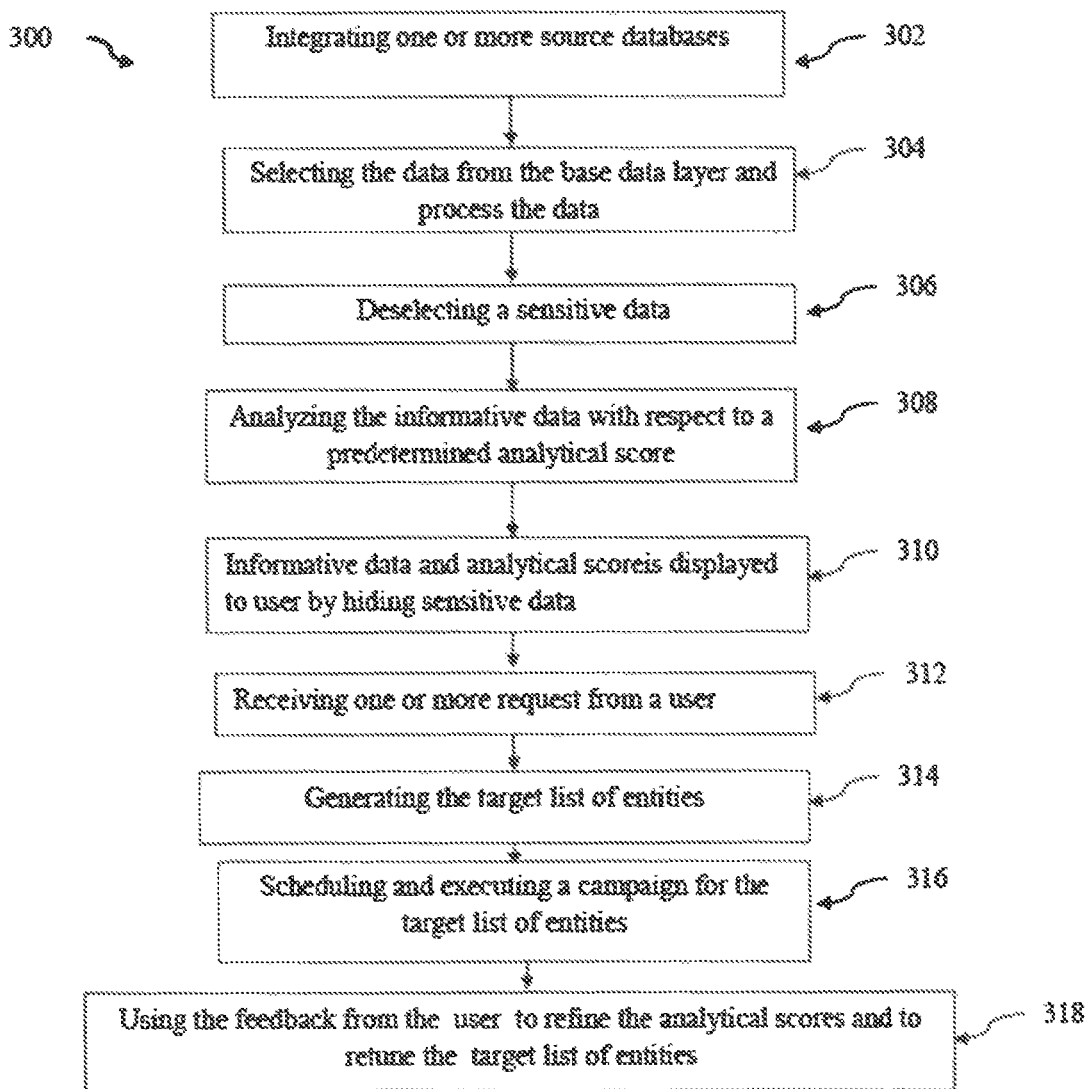 300
Integrating one or more source databases
302
Selecting the data from the base data layer and
process the data
304
Deselecting a sensitive data
306
Analyzing the informative data with respect to a
predetermined analytical score
308
Informative data and analytical scoreis displayed
to user by hiding sensitive data
310
Receiving one or more request from a user
312
Generating the target list of entities
314
Scheduling and executing a campaign for the
target list of entities
316
Using the feedback from the user to refine the analytical scores and to
retune the target list of entities
318